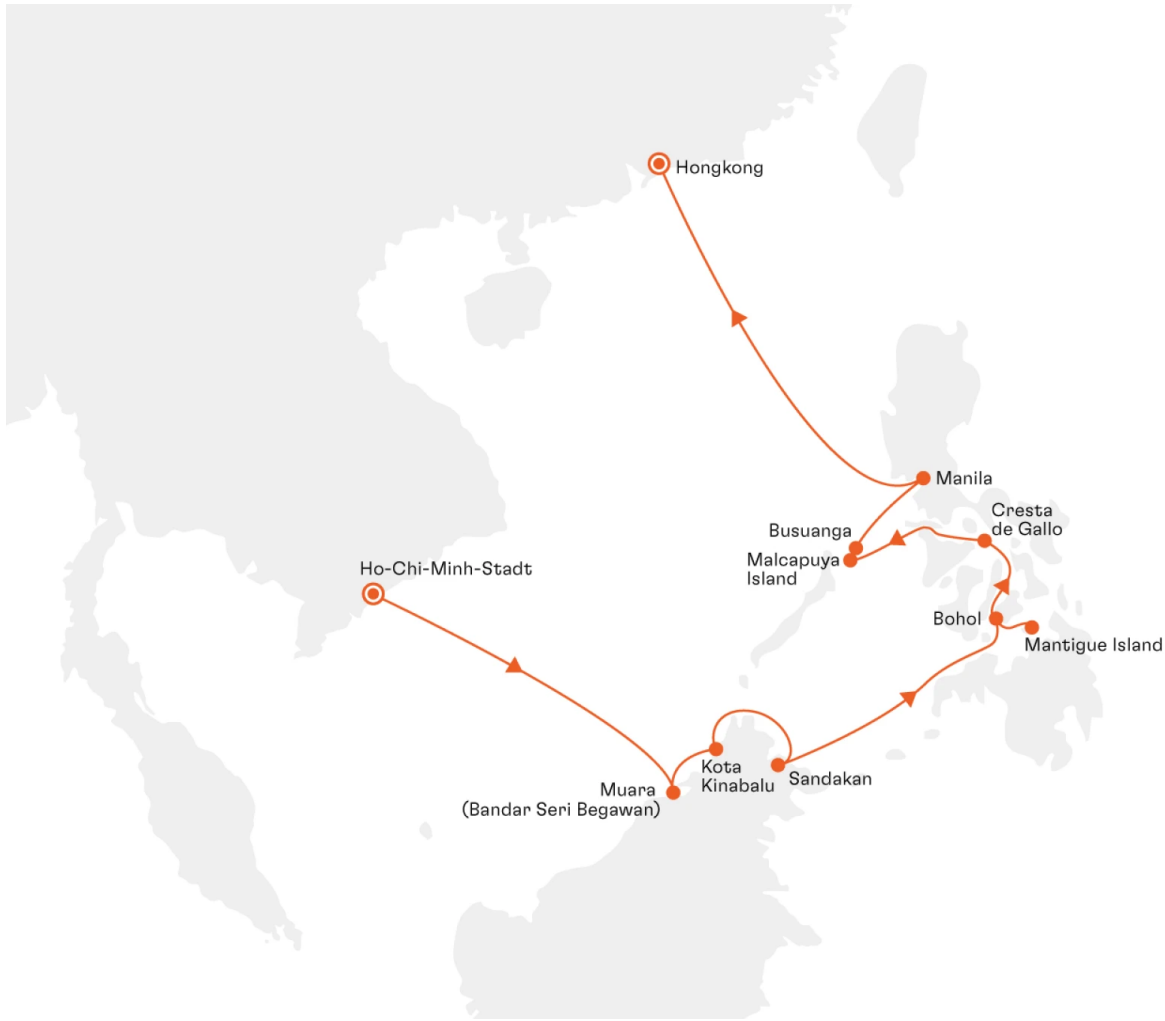 Hongkong
Manila
Cresta
de Gallo
Busuanga
Malcapuya
Island
Ho-Chi-Minh-Stadt
Bohol
Mantigue Island
Kota
Kinabalu
Sandakan
Muara
(Bandar Seri Begawan)